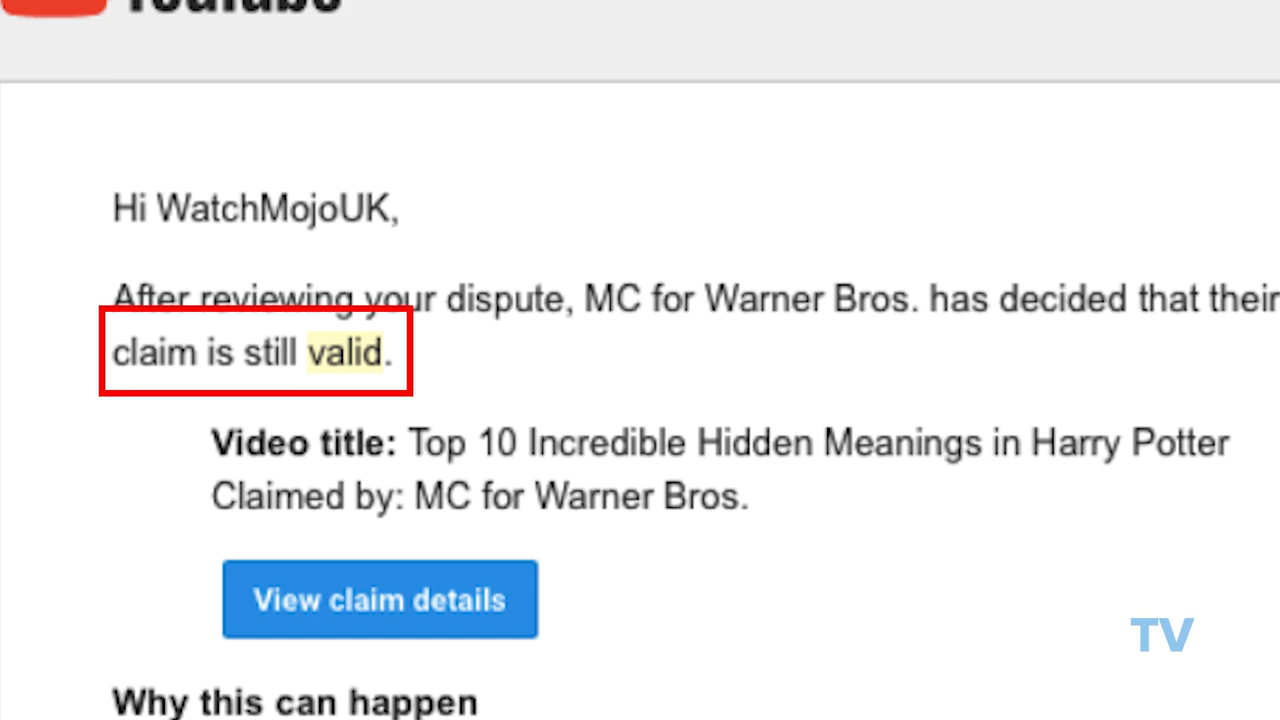 YouTube
Hi WatchMojoUK,
After reviewing your dispute, MC for Warner Bros. has decided that their
claim is still valid.
Video title: Top 10 Incredible Hidden Meanings in Harry Potter
Claimed by: MC for Warner Bros.
View claim details
TV
Why this can happen